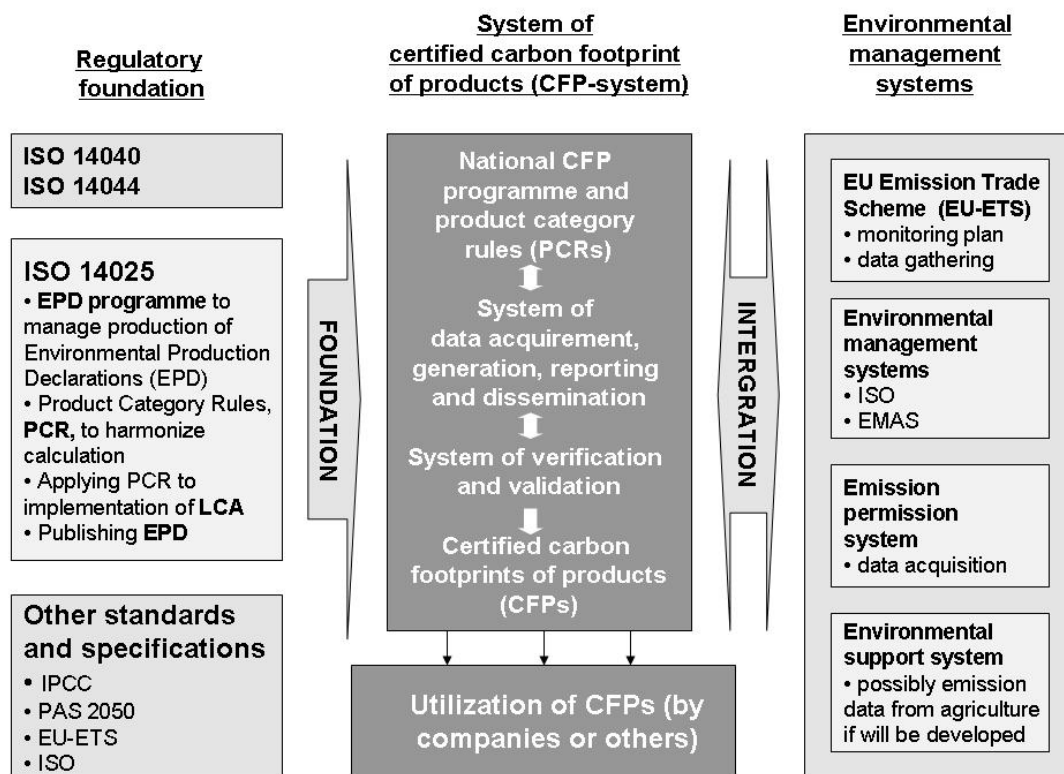 Regulatory
foundation
ISO 14040
ISO 14044
ISO 14025
• EPD programme to
manage production of
Environmental Production
Declarations (EPD)
• Product Category Rules,
PCR, to harmonize
calculation
• Applying PCR to
implementation of LCA
• Publishing EPD
Other standards
and specifications
• IPCC
• PAS 2050
• EU-ETS
• ISO
FOUNDATION
System of
certified carbon footprint
of products (CFP-system)
National CFP
programme and
product category
rules (PCRs)
System of
data acquirement,
generation, reporting
and dissemination
System of verification
and validation
Certified carbon
footprints of products
(CFPs)
Utilization of CFPs (by
companies or others)
INTERGRATION
Environmental
management
systems
EU Emission Trade
Scheme (EU-ETS)
• monitoring plan
• data gathering
Environmental
management
systems
• ISO
• EMAS
Emission
permission
system
• data acquisition
Environmental
support system
• possibly emission
data from agriculture
if will be developed